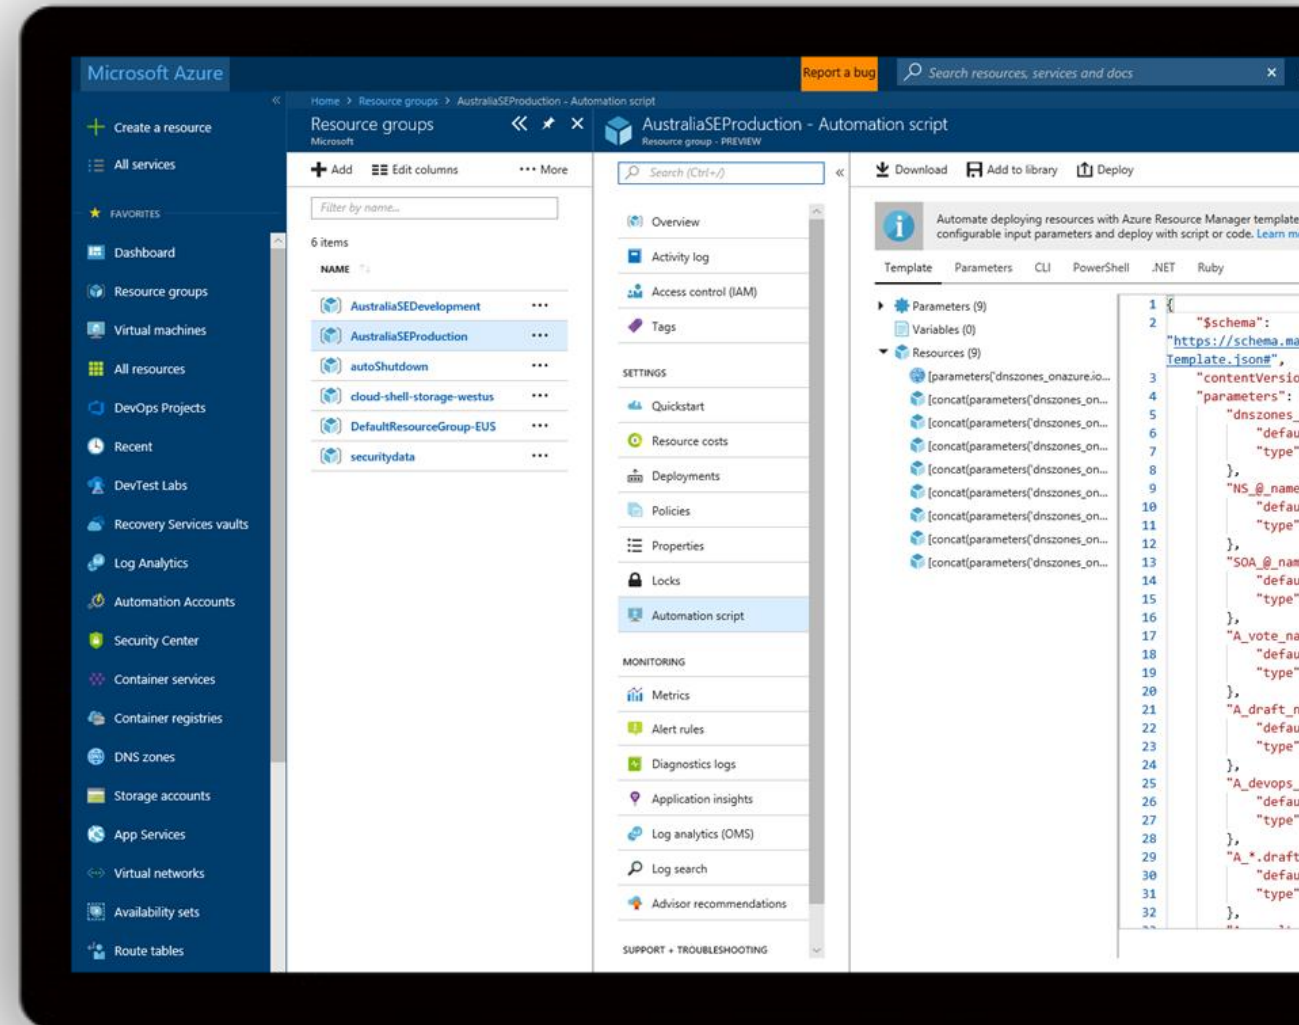 Microsoft Azure
Report a bug
Search resources, services and docs
Create a resource
All services
FAVORITES
Dashboard
Resource groups
Virtual machines
All resources
DevOps Projects
Recent
DevTest Labs
Recovery Services vaults
Log Analytics
Automation Accounts
Security Center
Container services
Container registries
DNS zones
Storage accounts
App Services
Virtual networks
Availability sets
Route tables
Home > Resource groups > AustraliaSEProduction - Automation script
Resource groups
Microsoft
Add Edit columns ••• More
Filter by name...
6 items
NAME
AustraliaSEDevelopment •••
AustraliaSEProduction •••
autoShutdown •••
cloud-shell-storage-westus •••
DefaultResourceGroup-EUS •••
securitydata •••
AustraliaSEProduction - Automation script
Resource group - PREVIEW
Search (Ctrl+/)
Overview
Activity log
Access control (IAM)
Tags
SETTINGS
Quickstart
Resource costs
Deployments
Policies
Properties
Locks
Automation script
MONITORING
Metrics
Alert rules
Diagnostics logs
Application insights
Log analytics (OMS)
Log search
Advisor recommendations
SUPPORT + TROUBLESHOOTING
Download Add to library Deploy
Automate deploying resources with Azure Resource Manager template
configurable input parameters and deploy with script or code. Learn m
Template Parameters CLI PowerShell .NET Ruby
Parameters (9)
Variables (0)
Resources (9)
[parameters('dnszones_onazure.io...
[concat(parameters('dnszones_on...
[concat(parameters('dnszones_on...
[concat(parameters('dnszones_on...
[concat(parameters('dnszones_on...
[concat(parameters('dnszones_on...
[concat(parameters('dnszones_on...
[concat(parameters('dnszones_on...
[concat(parameters('dnszones_on...
1 {
2 "$schema":
"https://schema.ma
Template.json#",
3 "contentVersio
4 "parameters":
5 "dnszones_
6 "defau
7 "type"
8 },
9 "NS_@_name
10 "defau
11 "type"
12 },
13 "SOA_@_nam
14 "defau
15 "type"
16 },
17 "A_vote_na
18 "defau
19 "type"
20 },
21 "A_draft_n
22 "defau
23 "type"
24 },
25 "A_devops_
26 "defau
27 "type"
28 },
29 "A_*.draft
30 "defau
31 "type"
32 },